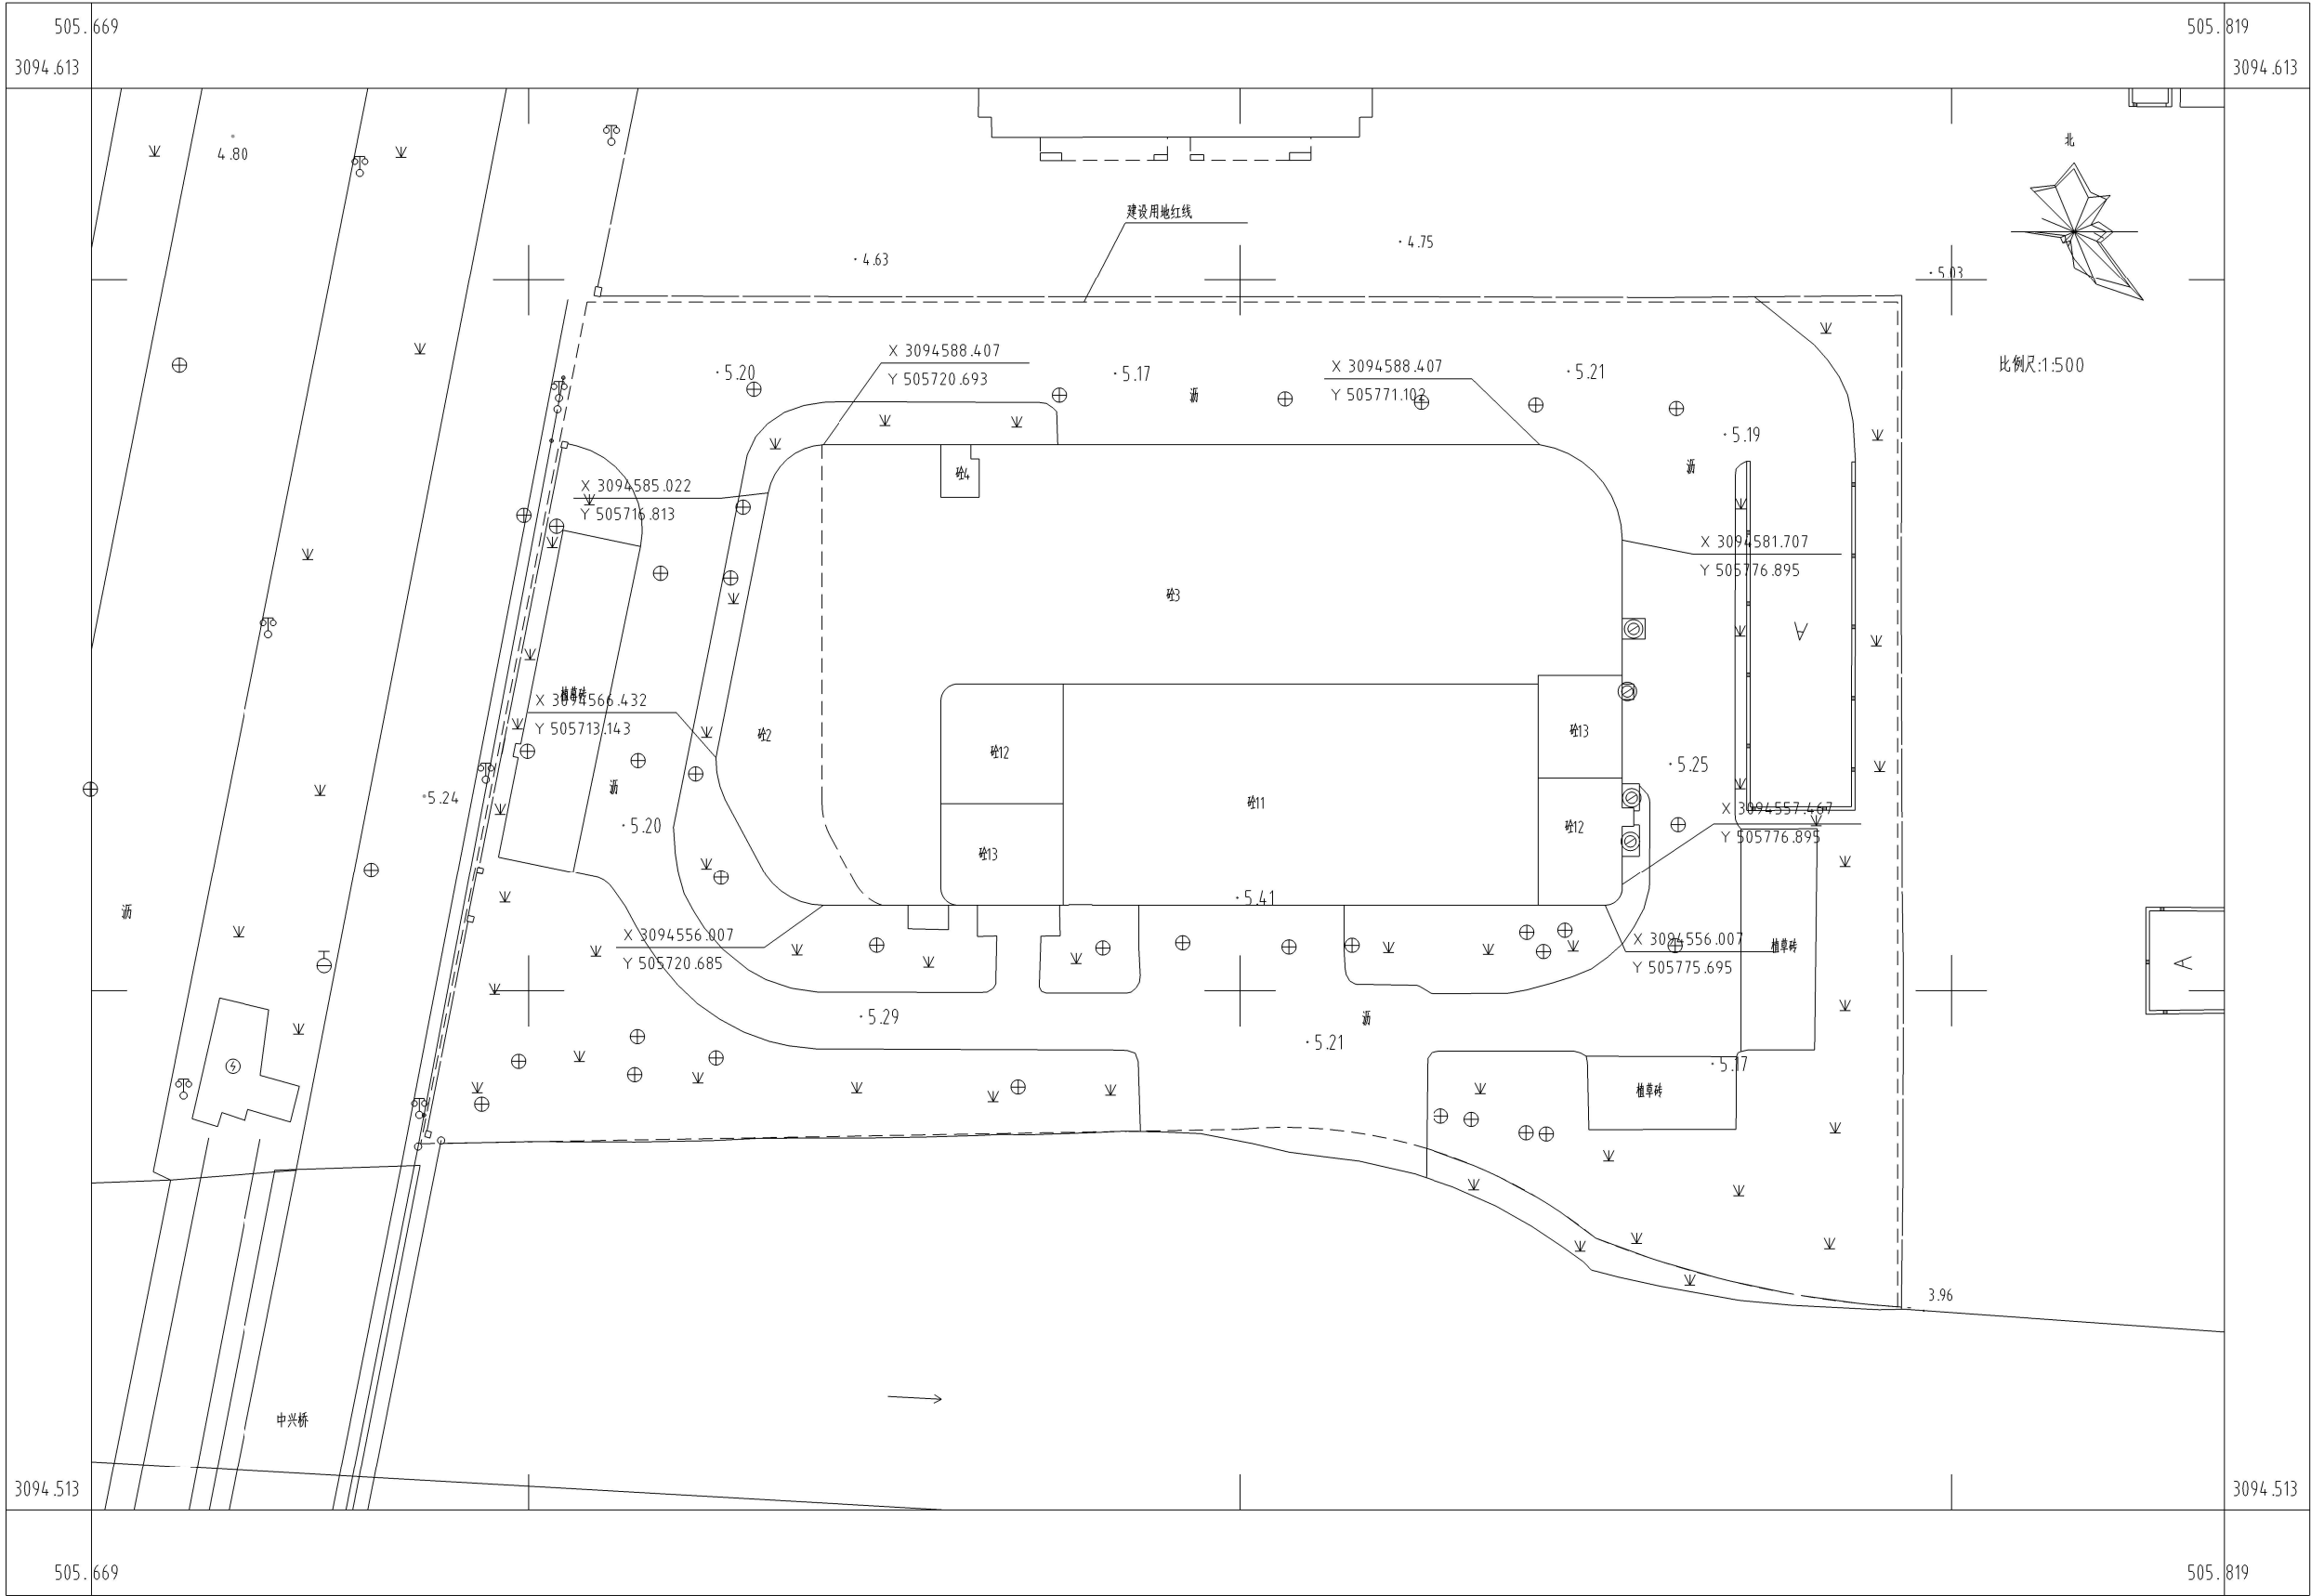 505.669
505.819
3094.613
3094.613
北
4.80
建设用地红线
4.75
4.63
5.03
X 3094588.407
Y 505720.693
X 3094588.407
Y 505771.102
比例尺:1:500
5.20
5.17
5.21
沥
5.19
沥
砼4
X 3094585.022
Y 505716.813
X 3094581.707
Y 505776.895
砼3
A
植草砖
X 3094566.432
Y 505713.143
砼2
砼12
砼13
5.25
沥
5.24
5.20
砼11
砼12
X 3094557.467
Y 505776.895
砼13
5.41
沥
X 3094556.007
Y 505720.685
X 3094556.007
Y 505775.695
植草砖
A
5.29
沥
5.21
5.17
植草砖
3.96
中兴桥
3094.513
3094.513
505.669
505.819